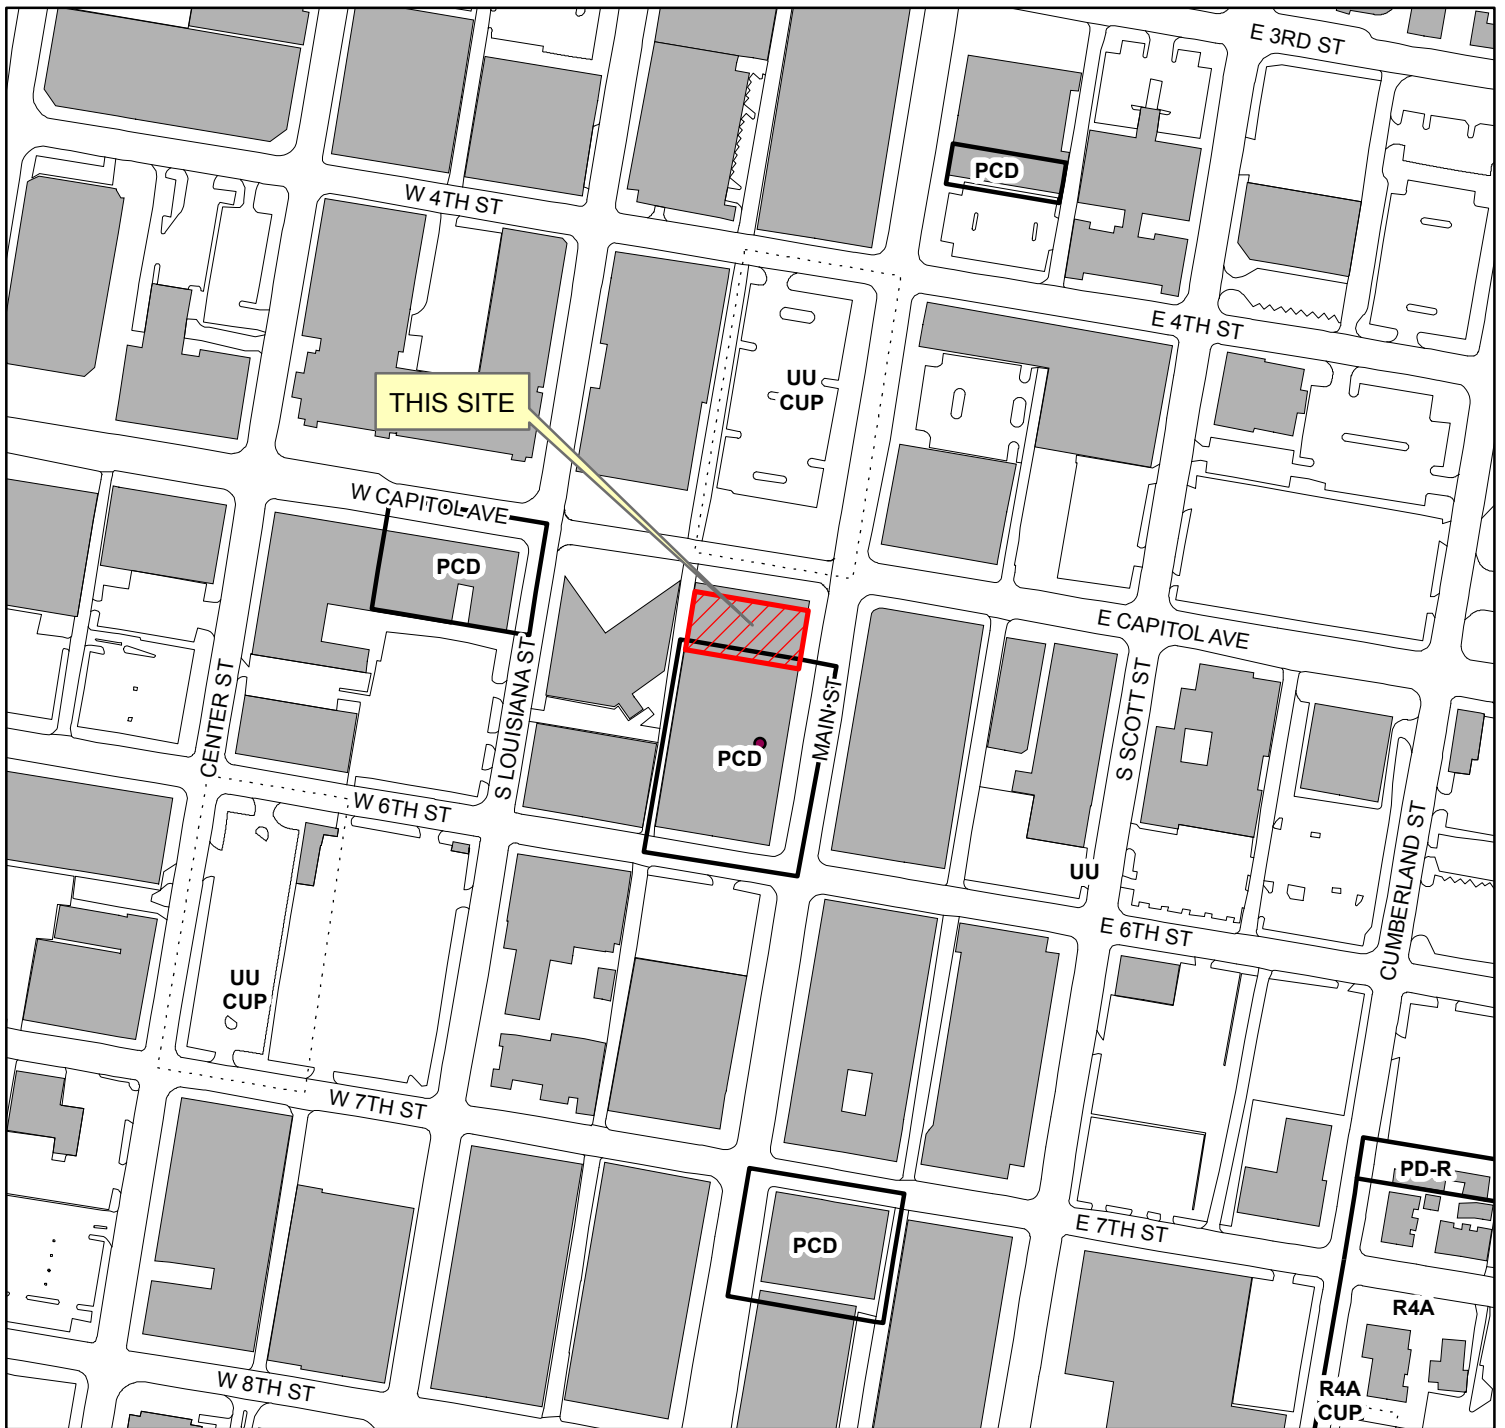 E 3RD ST
PCD
W 4TH ST
E 4TH ST
UU
CUP
THIS SITE
W CAPITOL AVE
PCD
E CAPITOL AVE
CENTER ST
S LOUISIANA ST
MAIN ST
S SCOTT ST
PCD
W 6TH ST
CUMBERLAND ST
UU
E 6TH ST
UU
CUP
W 7TH ST
PD-R
E 7TH ST
PCD
R4A
W 8TH ST
R4A
CUP